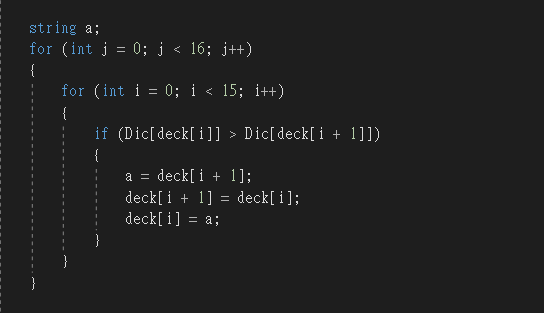 string a;
for (int j = 0; j < 16; j++)
{
for (int i = 0; i < 15; i++)
{
if (Dic[deck[i]] > Dic[deck[i + 1]])
{
a = deck[i + 1];
deck[i + 1] = deck[i];
deck[i] = a;
}
}
}